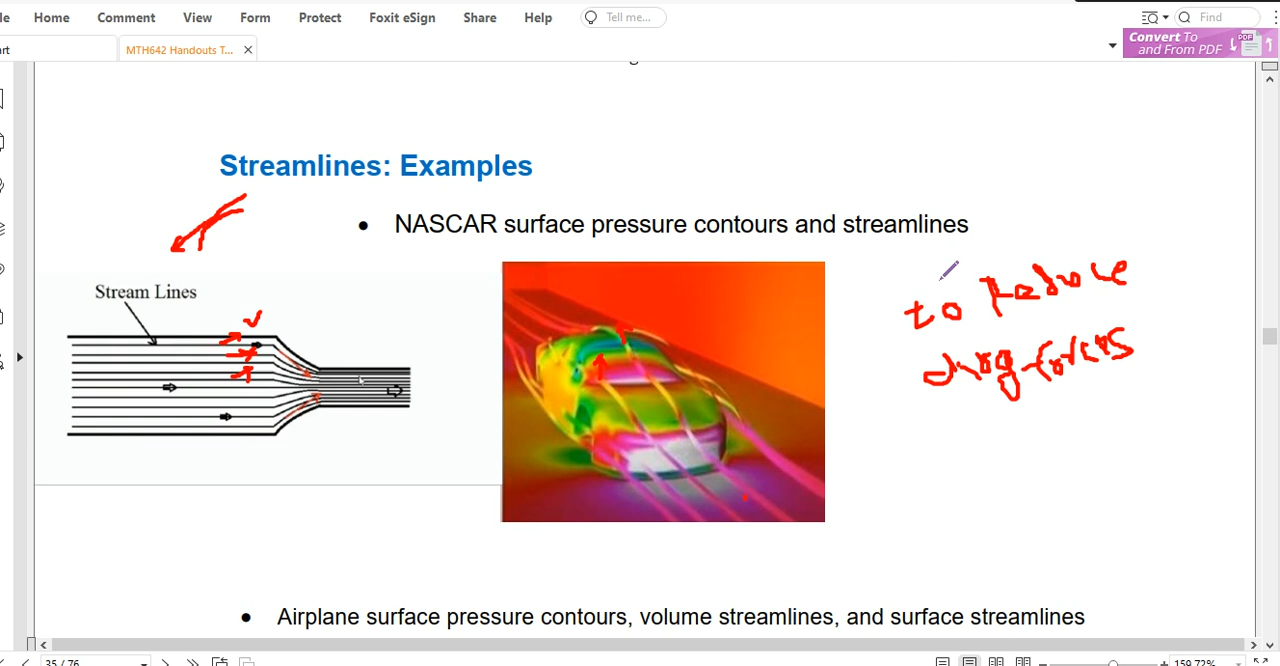 Home Comment View Form Protect Foxit eSign Share Help Tell me... Find
MTH642 Handouts T... Convert To
and From PDF
PDF
Streamlines: Examples
• NASCAR surface pressure contours and streamlines
Stream Lines
V
to reduce
drag forces
• Airplane surface pressure contours, volume streamlines, and surface streamlines
35 / 76 159.72%